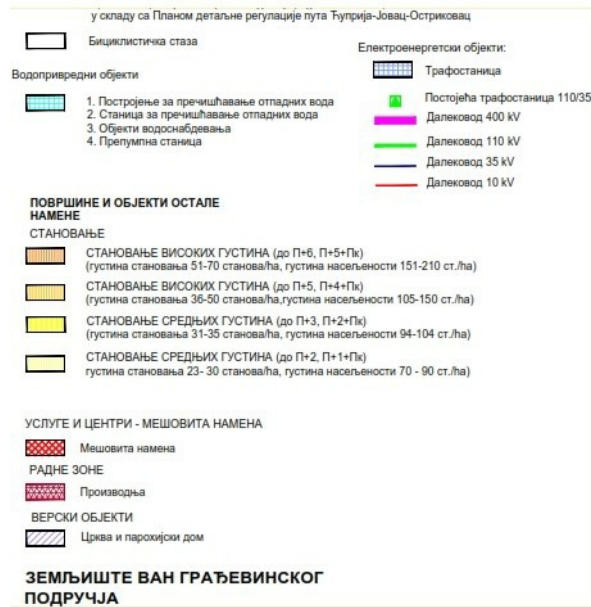 у складу са Планом детаљне регулације пута Ћуприја-Јовац-Остриковац
Бициклистичка стаза
Водопривредни објекти
1. Постројење за пречишћавање отпадних вода
2. Станица за пречишћавање отпадних вода
3. Објекти водоснабдевања
4. Препумпна станица
Електроенергетски објекти:
Трафостаница
Постојећа трафостаница 110/35
Далековод 400 kV
Далековод 110 kV
Далековод 35 kV
Далековод 10 kV
ПОВРШИНЕ И ОБЈЕКТИ ОСТАЛЕ
НАМЕНЕ
СТАНОВАЊЕ
СТАНОВАЊЕ ВИСОКИХ ГУСТИНА (до П+6, П+5+Пк)
(густина становања 51-70 станова/ha, густина насељености 151-210 ст./ha)
СТАНОВАЊЕ ВИСОКИХ ГУСТИНА (до П+5, П+4+Пк)
(густина становања 36-50 станова/ha,густина насељености 105-150 ст./ha)
СТАНОВАЊЕ СРЕДЊИХ ГУСТИНА (до П+3, П+2+Пк)
(густина становања 31-35 станова/ha, густина насељености 94-104 ст./ha)
СТАНОВАЊЕ СРЕДЊИХ ГУСТИНА (до П+2, П+1+Пк)
густина становања 23- 30 станова/ha, густина насељености 70 - 90 ст./ha)
УСЛУГЕ И ЦЕНТРИ - МЕШОВИТА НАМЕНА
Мешовита намена
РАДНЕ ЗОНЕ
Производња
ВЕРСКИ ОБЈЕКТИ
Црква и парохијски дом
ЗЕМЉИШТЕ ВАН ГРАЂЕВИНСКОГ
ПОДРУЧЈА